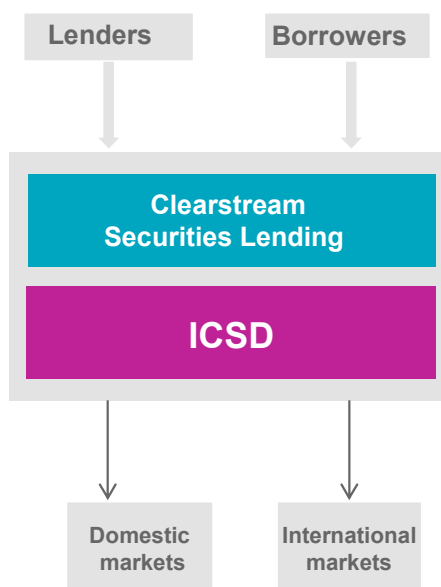 Lenders
Borrowers
Clearstream
Securities Lending
ICSD
Domestic
markets
International
markets